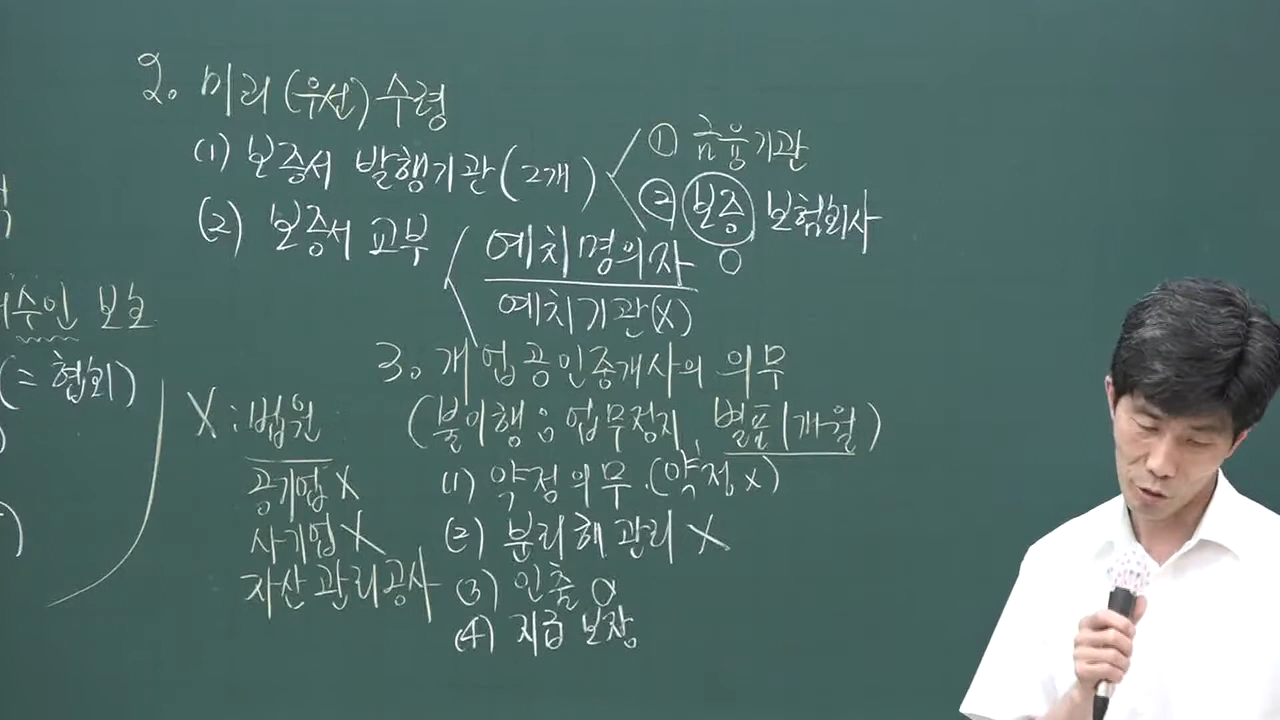 2. 미리 (우선) 수령
(1) 보증서 발행기관 (2개)
① 금융기관
② 보증 보험회사
(2) 보증서 교부
예치명의자 O
예치기관(X)
수인 보호
(= 협회)
X : 법원
공기업 X
사기업 X
자산관리공사
3. 개업공인중개사의 의무
(불이행 : 업무정지, 별표1개월)
(1) 약정의무. (약정 x)
(2) 분리해 관리 X
(3) 인출 O
(4) 지급 보장